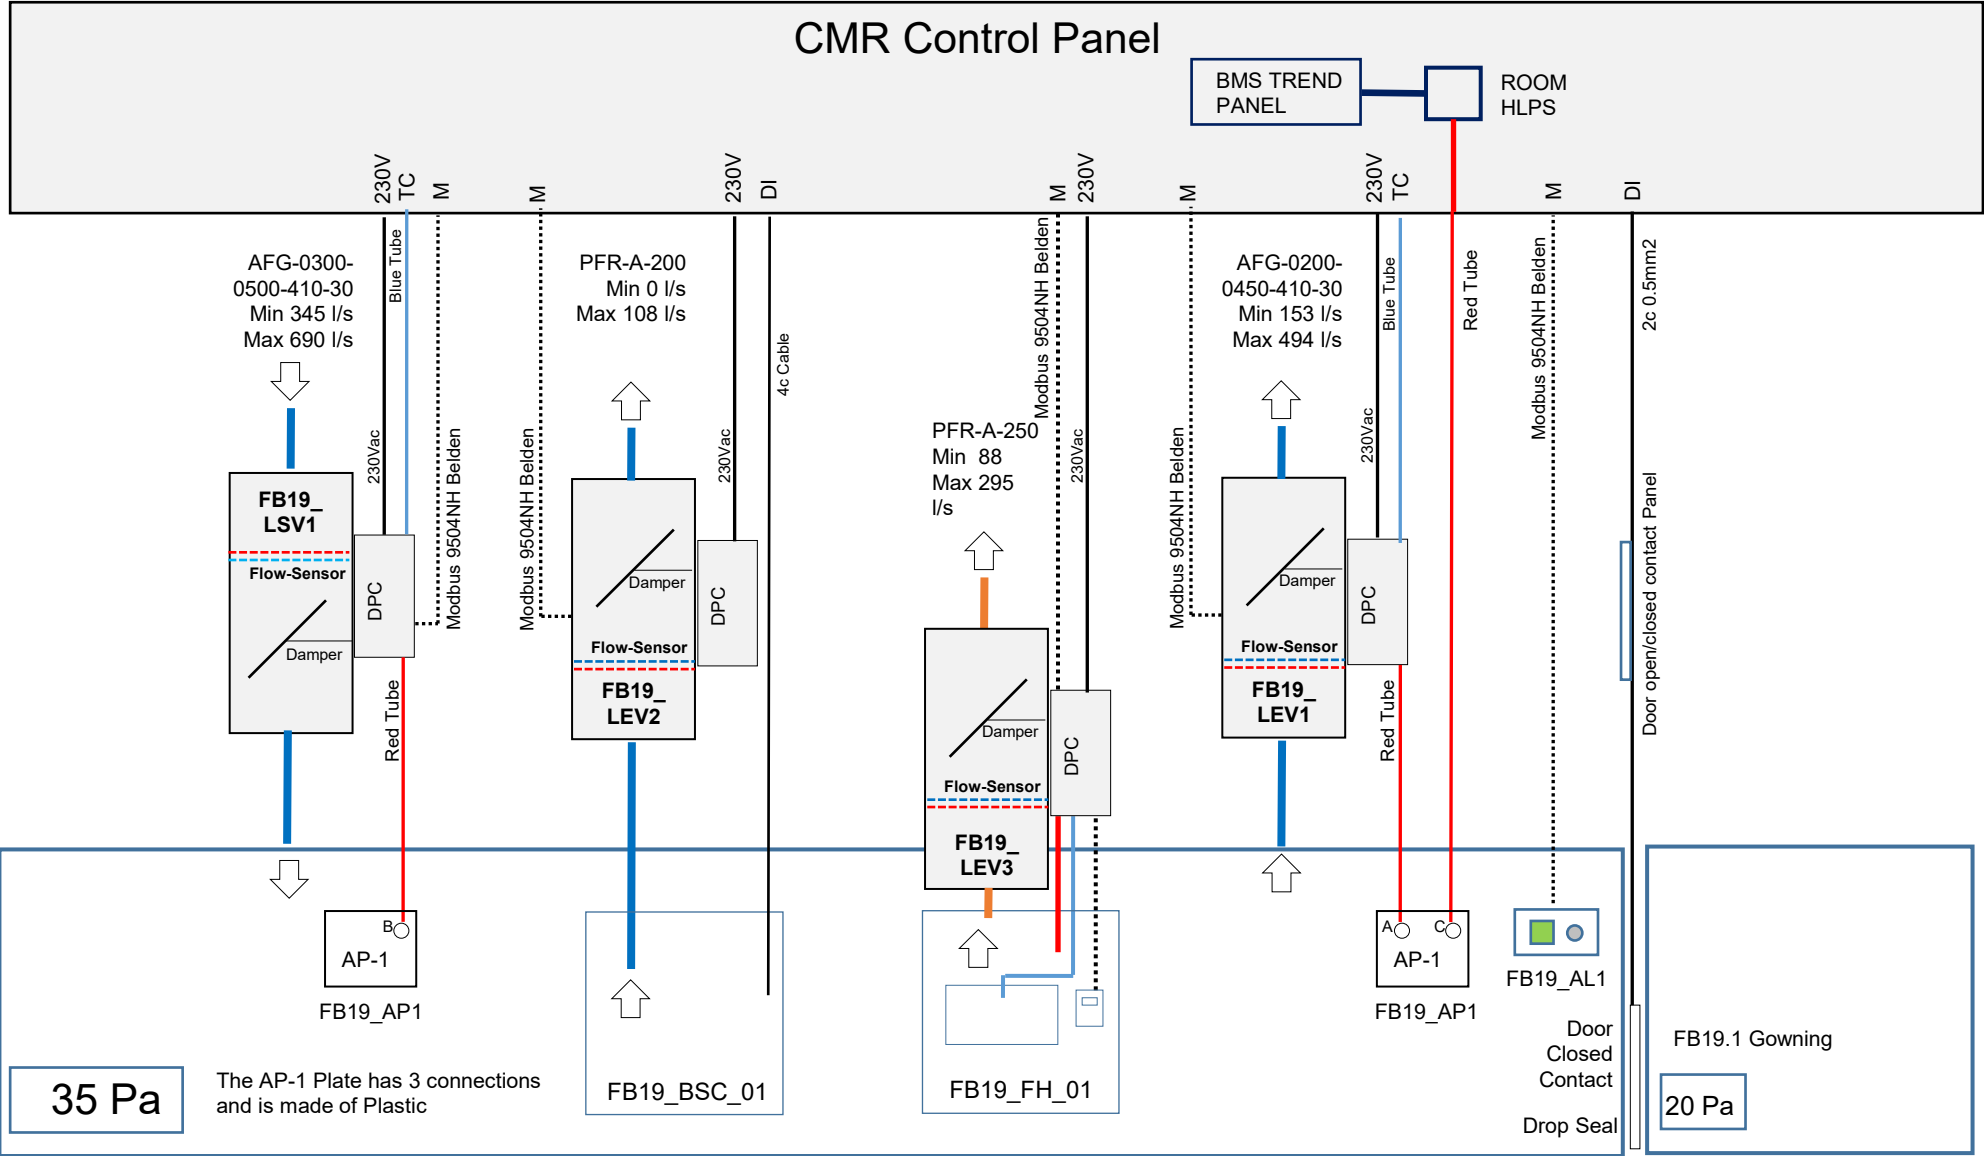 CMR Control Panel
BMS TREND
PANEL
ROOM
HLPS
230V
TC
M
M
230V
DI
M
230V
M
230V
TC
M
DI
AFG-0300-
0500-410-30
Min 345 l/s
Max 690 l/s
Blue Tube
230Vac
Modbus 9504NH Belden
FB19_
LSV1
Flow-Sensor
Damper
DPC
Red Tube
PFR-A-200
Min 0 l/s
Max 108 l/s
Modbus 9504NH Belden
230Vac
4c Cable
Damper
DPC
Flow-Sensor
FB19_
LEV2
PFR-A-250
Min 88
Max 295
l/s
Modbus 9504NH Belden
230Vac
Damper
DPC
Flow-Sensor
FB19_
LEV3
AFG-0200-
0450-410-30
Min 153 l/s
Max 494 l/s
Modbus 9504NH Belden
230Vac
Blue Tube
Red Tube
Damper
DPC
Flow-Sensor
FB19_
LEV1
Red Tube
Modbus 9504NH Belden
2c 0.5mm2
Door open/closed contact Panel
B
AP-1
FB19_AP1
A
C
AP-1
FB19_AP1
FB19_AL1
Door
Closed
Contact
Drop Seal
FB19.1 Gowning
20 Pa
35 Pa
The AP-1 Plate has 3 connections
and is made of Plastic
FB19_BSC_01
FB19_FH_01